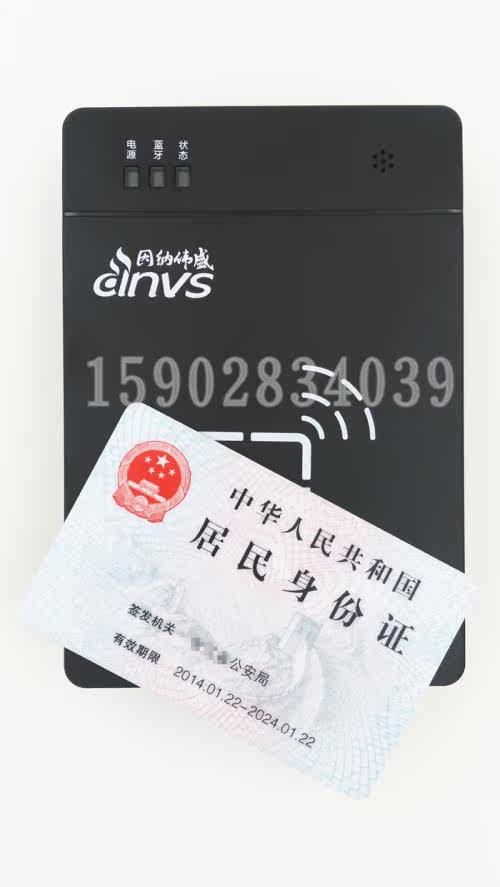 电源 蓝牙 状态
因纳伟盛
invs
15902834039
中华人民共和国
居民身份证
签发机关 公安局
有效期限 2014.01.22-2024.01.22